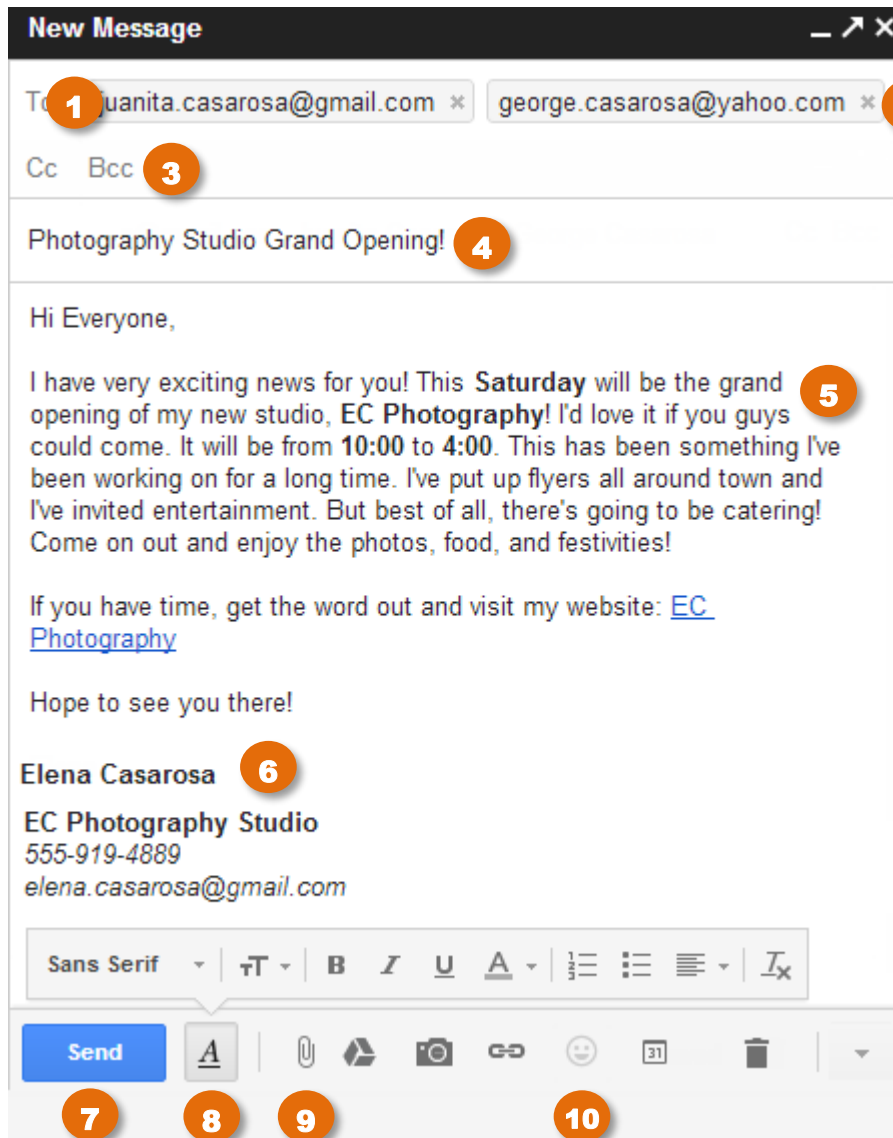 New Message
To 1 juanita.casarosa@gmail.com × george.casarosa@yahoo.com ×
Cc Bcc 3
Photography Studio Grand Opening! 4
Hi Everyone,
I have very exciting news for you! This Saturday will be the grand 5
opening of my new studio, EC Photography! I'd love it if you guys
could come. It will be from 10:00 to 4:00. This has been something I've
been working on for a long time. I've put up flyers all around town and
I've invited entertainment. But best of all, there's going to be catering!
Come on out and enjoy the photos, food, and festivities!
If you have time, get the word out and visit my website: EC
Photography
Hope to see you there!
Elena Casarosa 6
EC Photography Studio
555-919-4889
elena.casarosa@gmail.com
Sans Serif TT B I U A 1 2 3 Tx
Send A 31
7 8 9 10